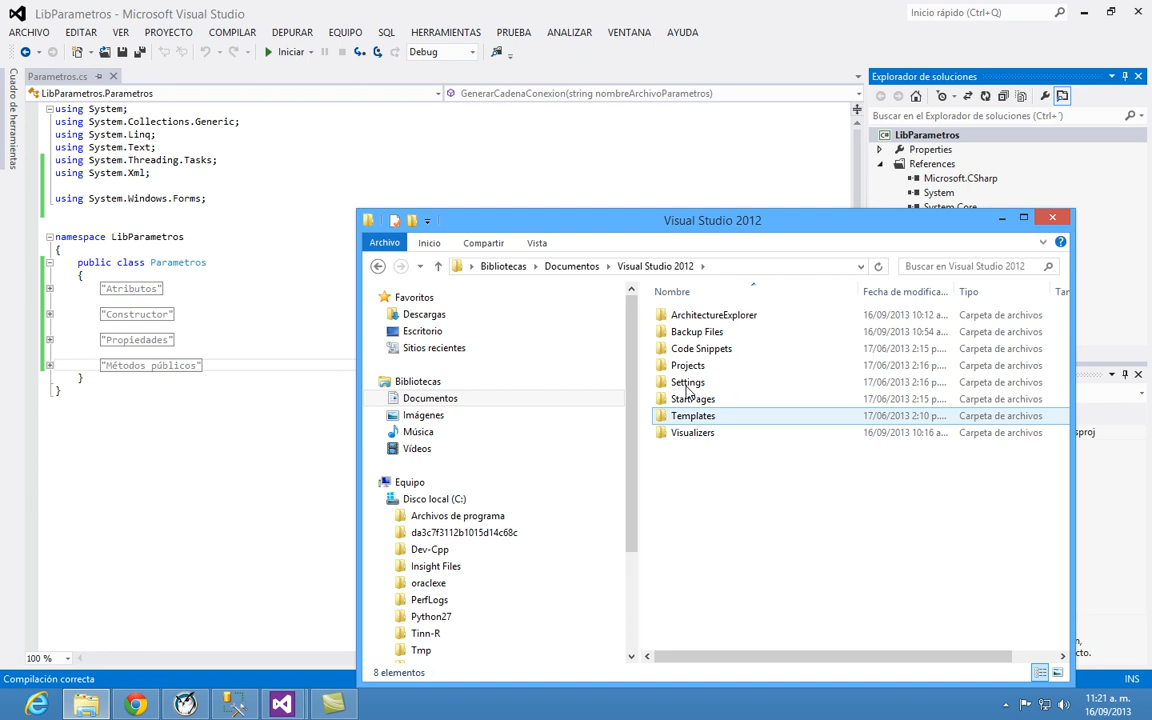 LibParametros - Microsoft Visual Studio
Inicio rápido (Ctrl+Q)
ARCHIVO EDITAR VER PROYECTO COMPILAR DEPURAR EQUIPO SQL HERRAMIENTAS PRUEBA ANALIZAR VENTANA AYUDA
Iniciar Debug
Cuadro de herramientas
Parametros.cs
LibParametros.Parametros
GenerarCadenaConexion(string nombreArchivoParametros)
using System;
using System.Collections.Generic;
using System.Linq;
using System.Text;
using System.Threading.Tasks;
using System.Xml;
using System.Windows.Forms;
namespace LibParametros
{
public class Parametros
{
"Atributos"
"Constructor"
"Propiedades"
"Métodos públicos"
}
}
100 %
Explorador de soluciones
Buscar en el Explorador de soluciones (Ctrl+¨)
LibParametros
Properties
References
Microsoft.CSharp
System
System.Core
sproj
n,
cto.
Visual Studio 2012
Archivo Inicio Compartir Vista
Bibliotecas Documentos Visual Studio 2012
Buscar en Visual Studio 2012
Favoritos
Descargas
Escritorio
Sitios recientes
Bibliotecas
Documentos
Imágenes
Música
Vídeos
Equipo
Disco local (C:)
Archivos de programa
da3c7f3112b1015d14c68c
Dev-Cpp
Insight Files
oraclexe
PerfLogs
Python27
Tinn-R
Tmp
Nombre Fecha de modifica... Tipo Tar
ArchitectureExplorer 16/09/2013 10:12 a... Carpeta de archivos
Backup Files 16/09/2013 10:54 a... Carpeta de archivos
Code Snippets 17/06/2013 2:15 p.... Carpeta de archivos
Projects 17/06/2013 2:16 p.... Carpeta de archivos
Settings 17/06/2013 2:16 p.... Carpeta de archivos
StartPages 17/06/2013 2:15 p.... Carpeta de archivos
Templates 17/06/2013 2:10 p.... Carpeta de archivos
Visualizers 16/09/2013 10:16 a... Carpeta de archivos
8 elementos
Compilación correcta
INS
11:21 a. m.
16/09/2013